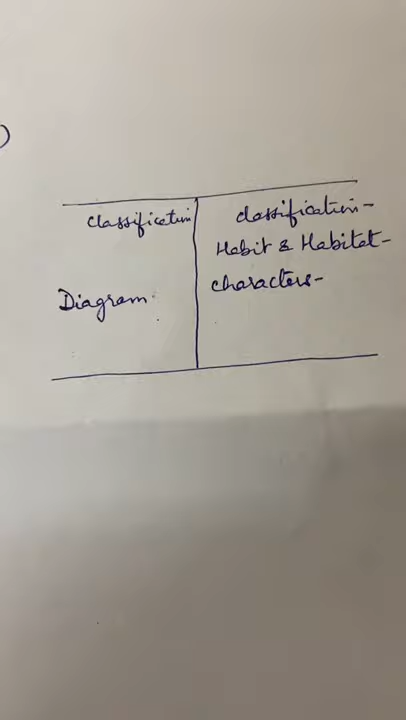 )
Classification
Diagram.
classification-
Habit & Habitat-
characters-